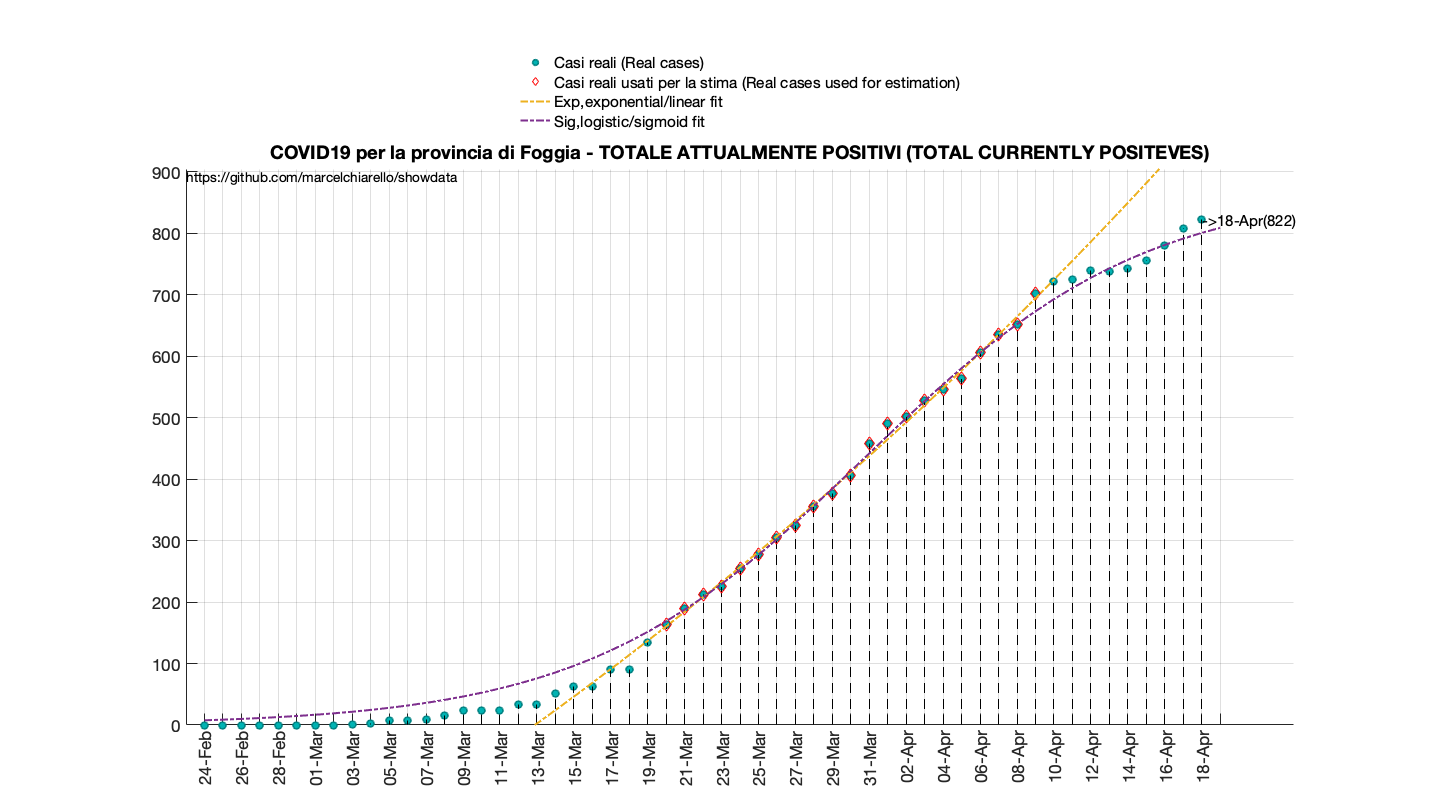 Casi reali (Real cases)
Casi reali usati per la stima (Real cases used for estimation)
Exp,exponential/linear fit
Sig,logistic/sigmoid fit
COVID19 per la provincia di Foggia - TOTALE ATTUALMENTE POSITIVI (TOTAL CURRENTLY POSITEVES)
https://github.com/marcelchiarello/showdata
900
800
700
600
500
400
300
200
100
0
->18-Apr(822)
24-Feb
26-Feb
28-Feb
01-Mar
03-Mar
05-Mar
07-Mar
09-Mar
11-Mar
13-Mar
15-Mar
17-Mar
19-Mar
21-Mar
23-Mar
25-Mar
27-Mar
29-Mar
31-Mar
02-Apr
04-Apr
06-Apr
08-Apr
10-Apr
12-Apr
14-Apr
16-Apr
18-Apr